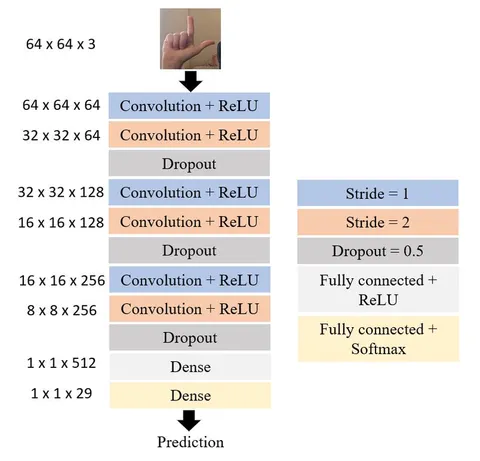 64 x 64 x 3
64 x 64 x 64
Convolution + ReLU
32 x 32 x 64
Convolution + ReLU
Dropout
32 x 32 x 128
Convolution + ReLU
16 x 16 x 128
Convolution + ReLU
Dropout
16 x 16 x 256
Convolution + ReLU
8 x 8 x 256
Convolution + ReLU
Dropout
1 x 1 x 512
Dense
1 x 1 x 29
Dense
Prediction
Stride = 1
Stride = 2
Dropout = 0.5
Fully connected +
ReLU
Fully connected +
Softmax